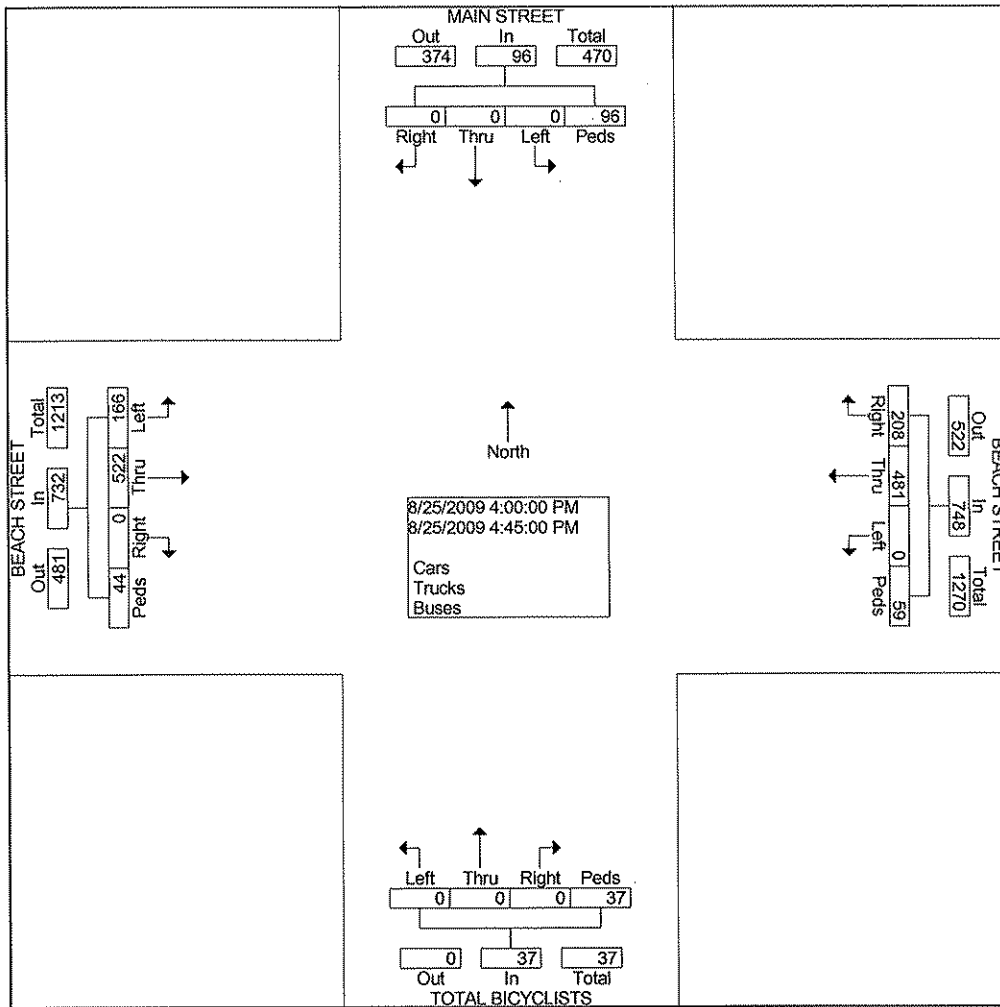 MAIN STREET
Out In Total
374 96 470
0 0 0 96
Right Thru Left Peds
BEACH STREET
Total In Out
1213 732 481
166 522 0 44
Left Thru Right Peds
North
8/25/2009 4:00:00 PM
8/25/2009 4:45:00 PM
Cars
Trucks
Buses
Right Thru Left Peds
208 481 0 59
Out In Total
522 748 1270
BEACH STREET
Left Thru Right Peds
0 0 0 37
0 37 37
Out In Total
TOTAL BICYCLISTS